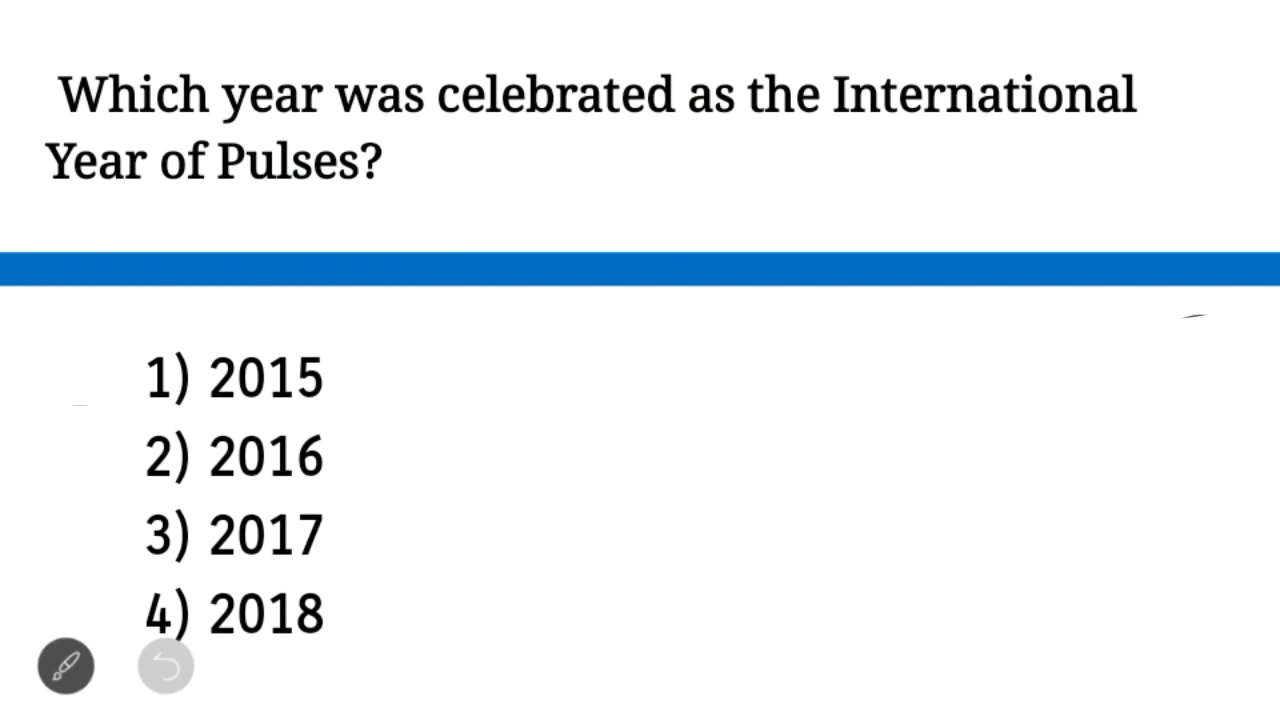 Which year was celebrated as the International
Year of Pulses?
1) 2015
2) 2016
3) 2017
4) 2018